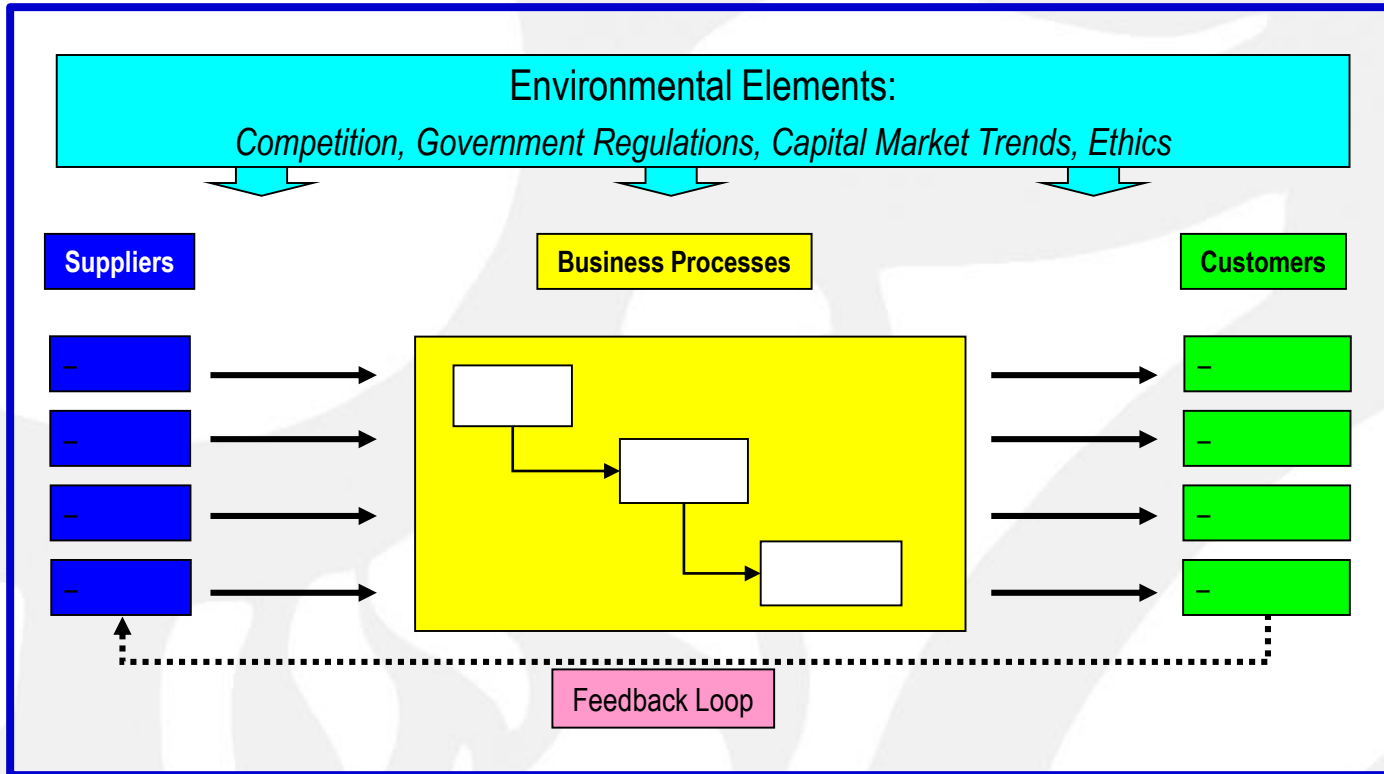 Environmental Elements:
Competition, Government Regulations, Capital Market Trends, Ethics
Suppliers
Business Processes
Customers
–
–
–
–
–
–
–
–
Feedback Loop